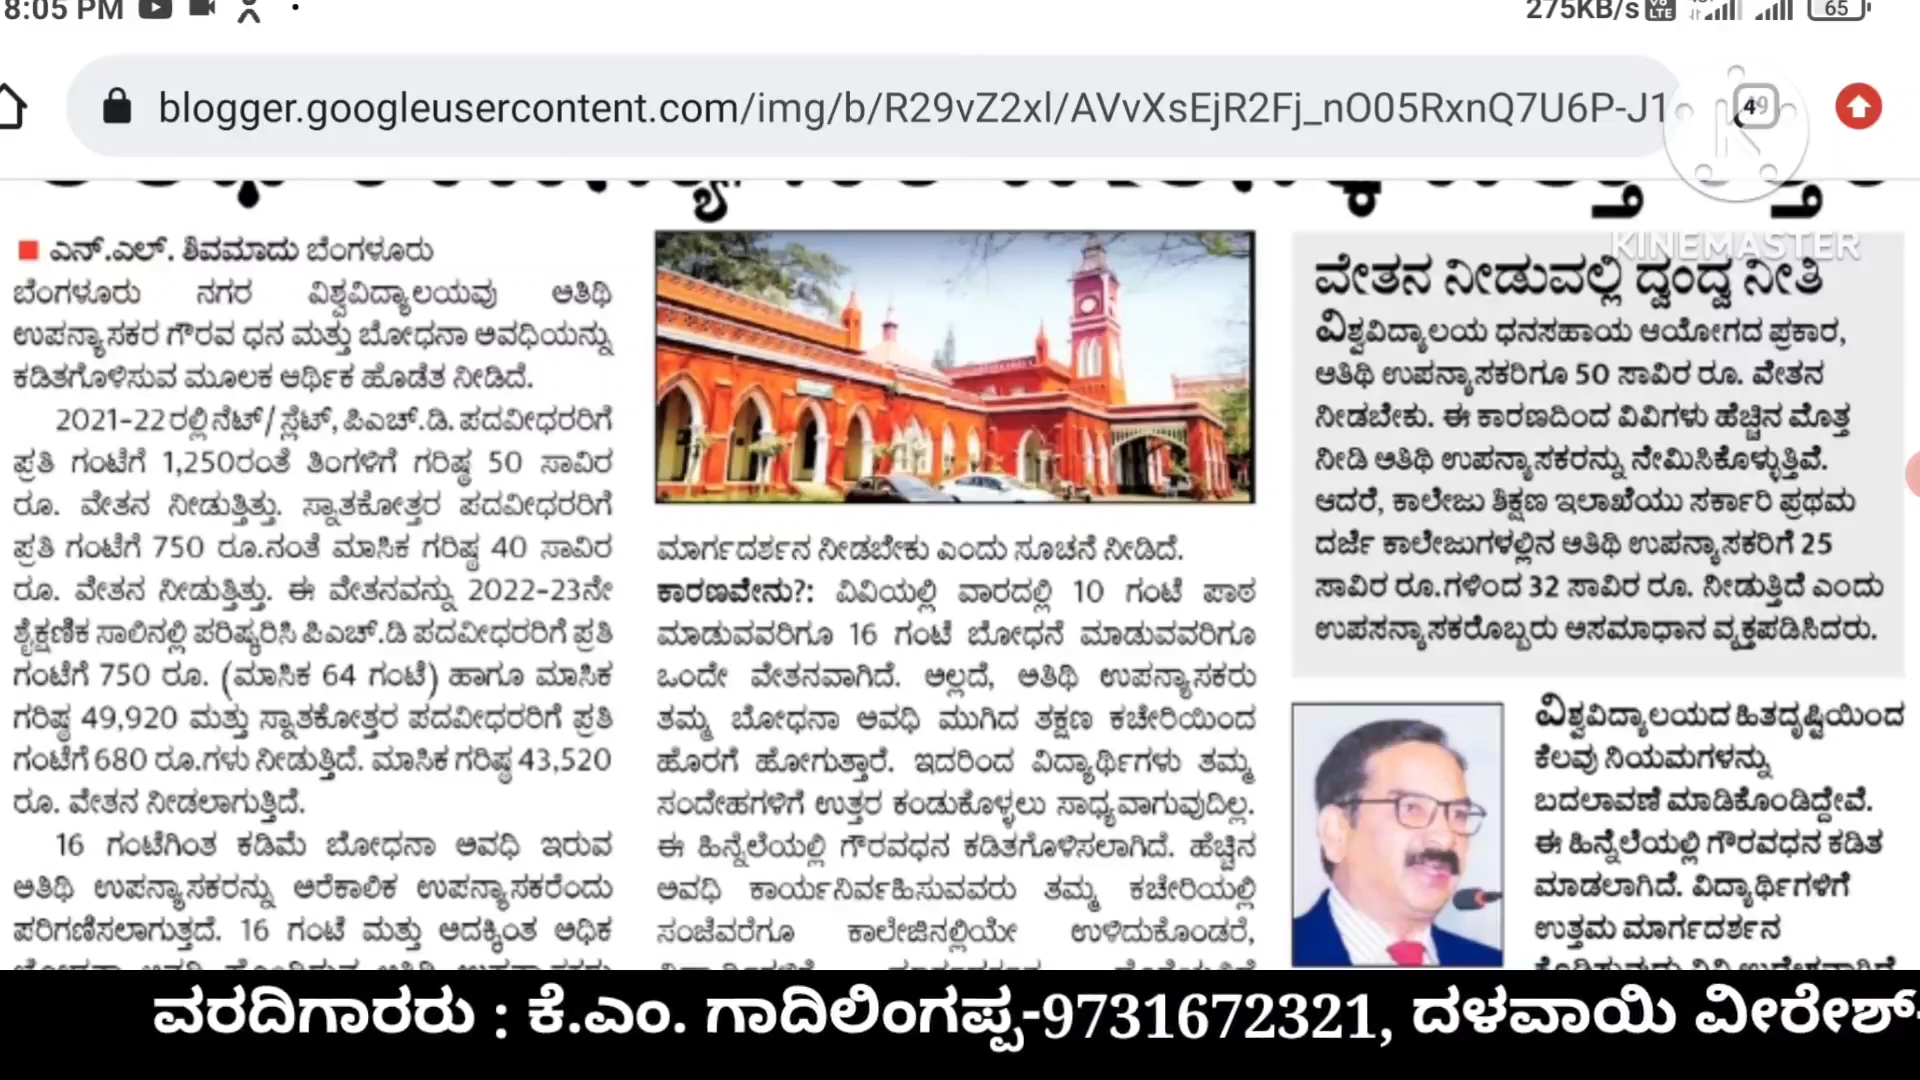 8:05 PM
275KB/s
Vo LTE
65
blogger.googleusercontent.com/img/b/R29vZ2xl/AVvXsEjR2Fj_nO05RxnQ7U6P-J1
49
KINEMASTER
ಎನ್.ಎಲ್. ಶಿವಮಾದು ಬೆಂಗಳೂರು
ಬೆಂಗಳೂರು ನಗರ ವಿಶ್ವವಿದ್ಯಾಲಯವು ಅತಿಥಿ
ಉಪನ್ಯಾಸಕರ ಗೌರವ ಧನ ಮತ್ತು ಬೋಧನಾ ಅವಧಿಯನ್ನು
ಕಡಿತಗೊಳಿಸುವ ಮೂಲಕ ಆರ್ಥಿಕ ಹೊಡೆತ ನೀಡಿದೆ.
2021-22ರಲ್ಲಿ ನೆಟ್/ ಸ್ಲೆಟ್, ಪಿಎಚ್.ಡಿ. ಪದವೀಧರರಿಗೆ
ಪ್ರತಿ ಗಂಟೆಗೆ 1,250ರಂತೆ ತಿಂಗಳಿಗೆ ಗರಿಷ್ಠ 50 ಸಾವಿರ
ರೂ. ವೇತನ ನೀಡುತ್ತಿತ್ತು. ಸ್ನಾತಕೋತ್ತರ ಪದವೀಧರರಿಗೆ
ಪ್ರತಿ ಗಂಟೆಗೆ 750 ರೂ.ನಂತೆ ಮಾಸಿಕ ಗರಿಷ್ಠ 40 ಸಾವಿರ
ರೂ. ವೇತನ ನೀಡುತ್ತಿತ್ತು. ಈ ವೇತನವನ್ನು 2022-23ನೇ
ಶೈಕ್ಷಣಿಕ ಸಾಲಿನಲ್ಲಿ ಪರಿಷ್ಕರಿಸಿ ಪಿಎಚ್.ಡಿ ಪದವೀಧರರಿಗೆ ಪ್ರತಿ
ಗಂಟೆಗೆ 750 ರೂ. (ಮಾಸಿಕ 64 ಗಂಟೆ) ಹಾಗೂ ಮಾಸಿಕ
ಗರಿಷ್ಠ 49,920 ಮತ್ತು ಸ್ನಾತಕೋತ್ತರ ಪದವೀಧರರಿಗೆ ಪ್ರತಿ
ಗಂಟೆಗೆ 680 ರೂ.ಗಳು ನೀಡುತ್ತಿದೆ. ಮಾಸಿಕ ಗರಿಷ್ಠ 43,520
ರೂ. ವೇತನ ನೀಡಲಾಗುತ್ತಿದೆ.
16 ಗಂಟೆಗಿಂತ ಕಡಿಮೆ ಬೋಧನಾ ಅವಧಿ ಇರುವ
ಅತಿಥಿ ಉಪನ್ಯಾಸಕರನ್ನು ಅರೆಕಾಲಿಕ ಉಪನ್ಯಾಸಕರೆಂದು
ಪರಿಗಣಿಸಲಾಗುತ್ತದೆ. 16 ಗಂಟೆ ಮತ್ತು ಅದಕ್ಕಿಂತ ಅಧಿಕ
ಮಾರ್ಗದರ್ಶನ ನೀಡಬೇಕು ಎಂದು ಸೂಚನೆ ನೀಡಿದೆ.
ಕಾರಣವೇನು?: ವಿವಿಯಲ್ಲಿ ವಾರದಲ್ಲಿ 10 ಗಂಟೆ ಪಾಠ
ಮಾಡುವವರಿಗೂ 16 ಗಂಟೆ ಬೋಧನೆ ಮಾಡುವವರಿಗೂ
ಒಂದೇ ವೇತನವಾಗಿದೆ. ಅಲ್ಲದೆ, ಅತಿಥಿ ಉಪನ್ಯಾಸಕರು
ತಮ್ಮ ಬೋಧನಾ ಅವಧಿ ಮುಗಿದ ತಕ್ಷಣ ಕಚೇರಿಯಿಂದ
ಹೊರಗೆ ಹೋಗುತ್ತಾರೆ. ಇದರಿಂದ ವಿದ್ಯಾರ್ಥಿಗಳು ತಮ್ಮ
ಸಂದೇಹಗಳಿಗೆ ಉತ್ತರ ಕಂಡುಕೊಳ್ಳಲು ಸಾಧ್ಯವಾಗುವುದಿಲ್ಲ.
ಈ ಹಿನ್ನೆಲೆಯಲ್ಲಿ ಗೌರವಧನ ಕಡಿತಗೊಳಿಸಲಾಗಿದೆ. ಹೆಚ್ಚಿನ
ಅವಧಿ ಕಾರ್ಯನಿರ್ವಹಿಸುವವರು ತಮ್ಮ ಕಚೇರಿಯಲ್ಲಿ
ಸಂಜೆವರೆಗೂ ಕಾಲೇಜಿನಲ್ಲಿಯೇ ಉಳಿದುಕೊಂಡರೆ,
ವೇತನ ನೀಡುವಲ್ಲಿ ದ್ವಂದ್ವ ನೀತಿ
ವಿಶ್ವವಿದ್ಯಾಲಯ ಧನಸಹಾಯ ಆಯೋಗದ ಪ್ರಕಾರ,
ಅತಿಥಿ ಉಪನ್ಯಾಸಕರಿಗೂ 50 ಸಾವಿರ ರೂ. ವೇತನ
ನೀಡಬೇಕು. ಈ ಕಾರಣದಿಂದ ವಿವಿಗಳು ಹೆಚ್ಚಿನ ಮೊತ್ತ
ನೀಡಿ ಅತಿಥಿ ಉಪನ್ಯಾಸಕರನ್ನು ನೇಮಿಸಿಕೊಳ್ಳುತ್ತಿವೆ.
ಆದರೆ, ಕಾಲೇಜು ಶಿಕ್ಷಣ ಇಲಾಖೆಯು ಸರ್ಕಾರಿ ಪ್ರಥಮ
ದರ್ಜೆ ಕಾಲೇಜುಗಳಲ್ಲಿನ ಅತಿಥಿ ಉಪನ್ಯಾಸಕರಿಗೆ 25
ಸಾವಿರ ರೂ.ಗಳಿಂದ 32 ಸಾವಿರ ರೂ. ನೀಡುತ್ತಿದೆ ಎಂದು
ಉಪಸನ್ಯಾಸಕರೊಬ್ಬರು ಅಸಮಾಧಾನ ವ್ಯಕ್ತಪಡಿಸಿದರು.
ವಿಶ್ವವಿದ್ಯಾಲಯದ ಹಿತದೃಷ್ಟಿಯಿಂದ
ಕೆಲವು ನಿಯಮಗಳನ್ನು
ಬದಲಾವಣೆ ಮಾಡಿಕೊಂಡಿದ್ದೇವೆ.
ಈ ಹಿನ್ನೆಲೆಯಲ್ಲಿ ಗೌರವಧನ ಕಡಿತ
ಮಾಡಲಾಗಿದೆ. ವಿದ್ಯಾರ್ಥಿಗಳಿಗೆ
ಉತ್ತಮ ಮಾರ್ಗದರ್ಶನ
ವರದಿಗಾರರು : ಕೆ.ಎಂ. ಗಾದಿಲಿಂಗಪ್ಪ-9731672321, ದಳವಾಯಿ ವೀರೇಶ್-